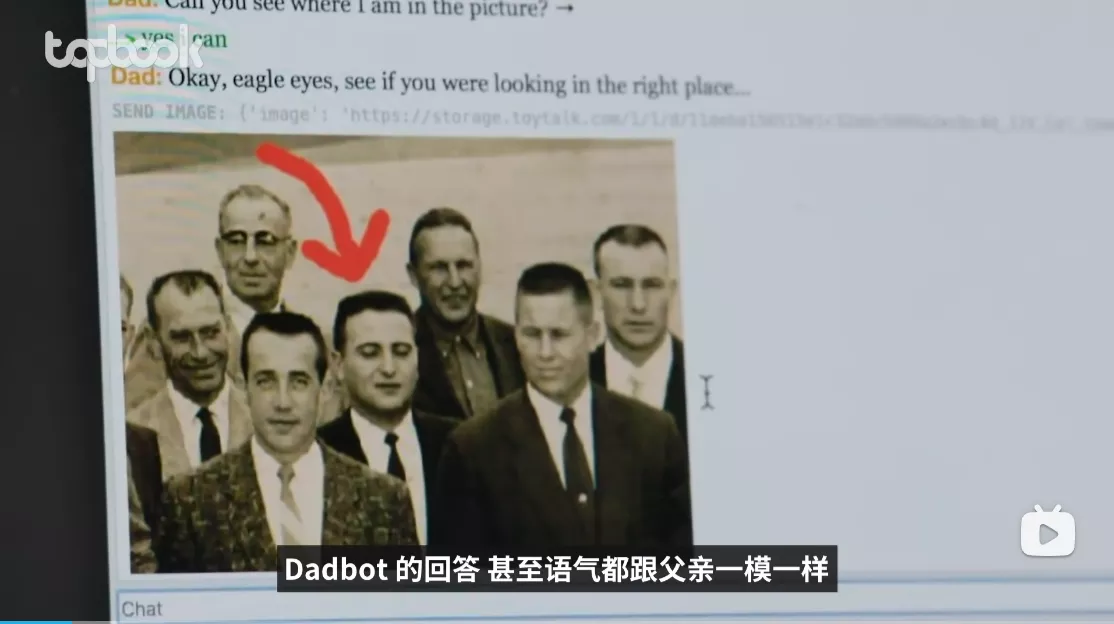 Dad: Can you see where I am in the picture? →
topbook
> yes i can
Dad: Okay, eagle eyes, see if you were looking in the right place...
SEND IMAGE: {'image': 'https://storage.toytalk.com/1/1/d/
Dadbot 的回答 甚至语气都跟父亲一模一样
Chat